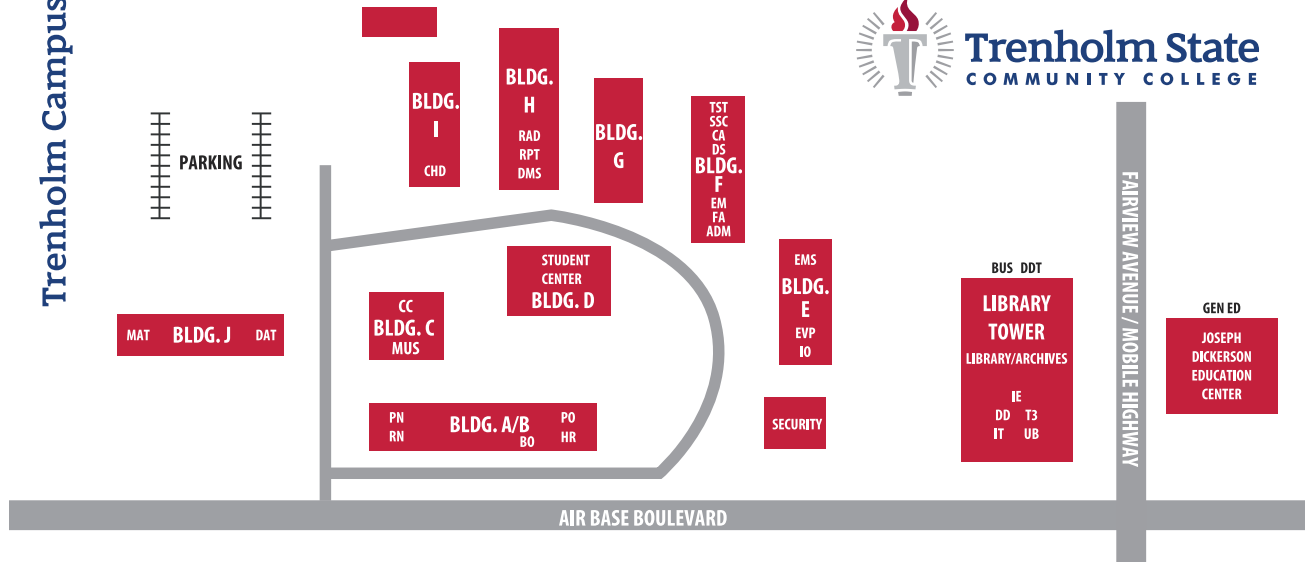 Trenholm Campus
Trenholm State
COMMUNITY COLLEGE
PARKING
BLDG.
I
CHD
BLDG.
H
RAD
RPT
DMS
BLDG.
G
TST
SSC
CA
DS
BLDG.
F
EM
FA
ADM
STUDENT
CENTER
BLDG. D
CC
BLDG. C
MUS
MAT BLDG. J DAT
EMS
BLDG.
E
EVP
IO
BUS DDT
LIBRARY
TOWER
LIBRARY/ARCHIVES
IE
DD T3
IT UB
FAIRVIEW AVENUE / MOBILE HIGHWAY
GEN ED
JOSEPH
DICKERSON
EDUCATION
CENTER
PN BLDG. A/B PO
RN BO HR
SECURITY
AIR BASE BOULEVARD